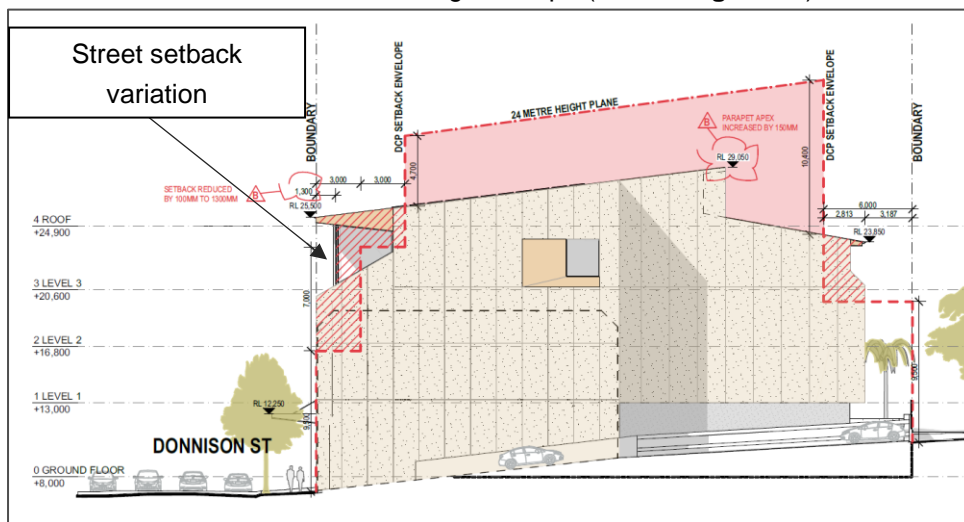 Street setback
variation
BOUNDARY
DCP SETBACK ENVELOPE
24 METRE HEIGHT PLANE
DCP SETBACK ENVELOPE
BOUNDARY
B
PARAPET APEX
INCREASED BY 150MM
RL 29,050
4,700
10,400
SETBACK REDUCED
BY 100MM TO 1300MM
B
3,000
3,000
1,300
RL 25,500
6,000
2,813
3,187
RL 23,850
4 ROOF
+24,900
3 LEVEL 3
+20,600
7,000
2 LEVEL 2
+16,800
1 LEVEL 1
+13,000
RL 12,250
9,500
9,500
DONNISON ST
0 GROUND FLOOR
+8,000